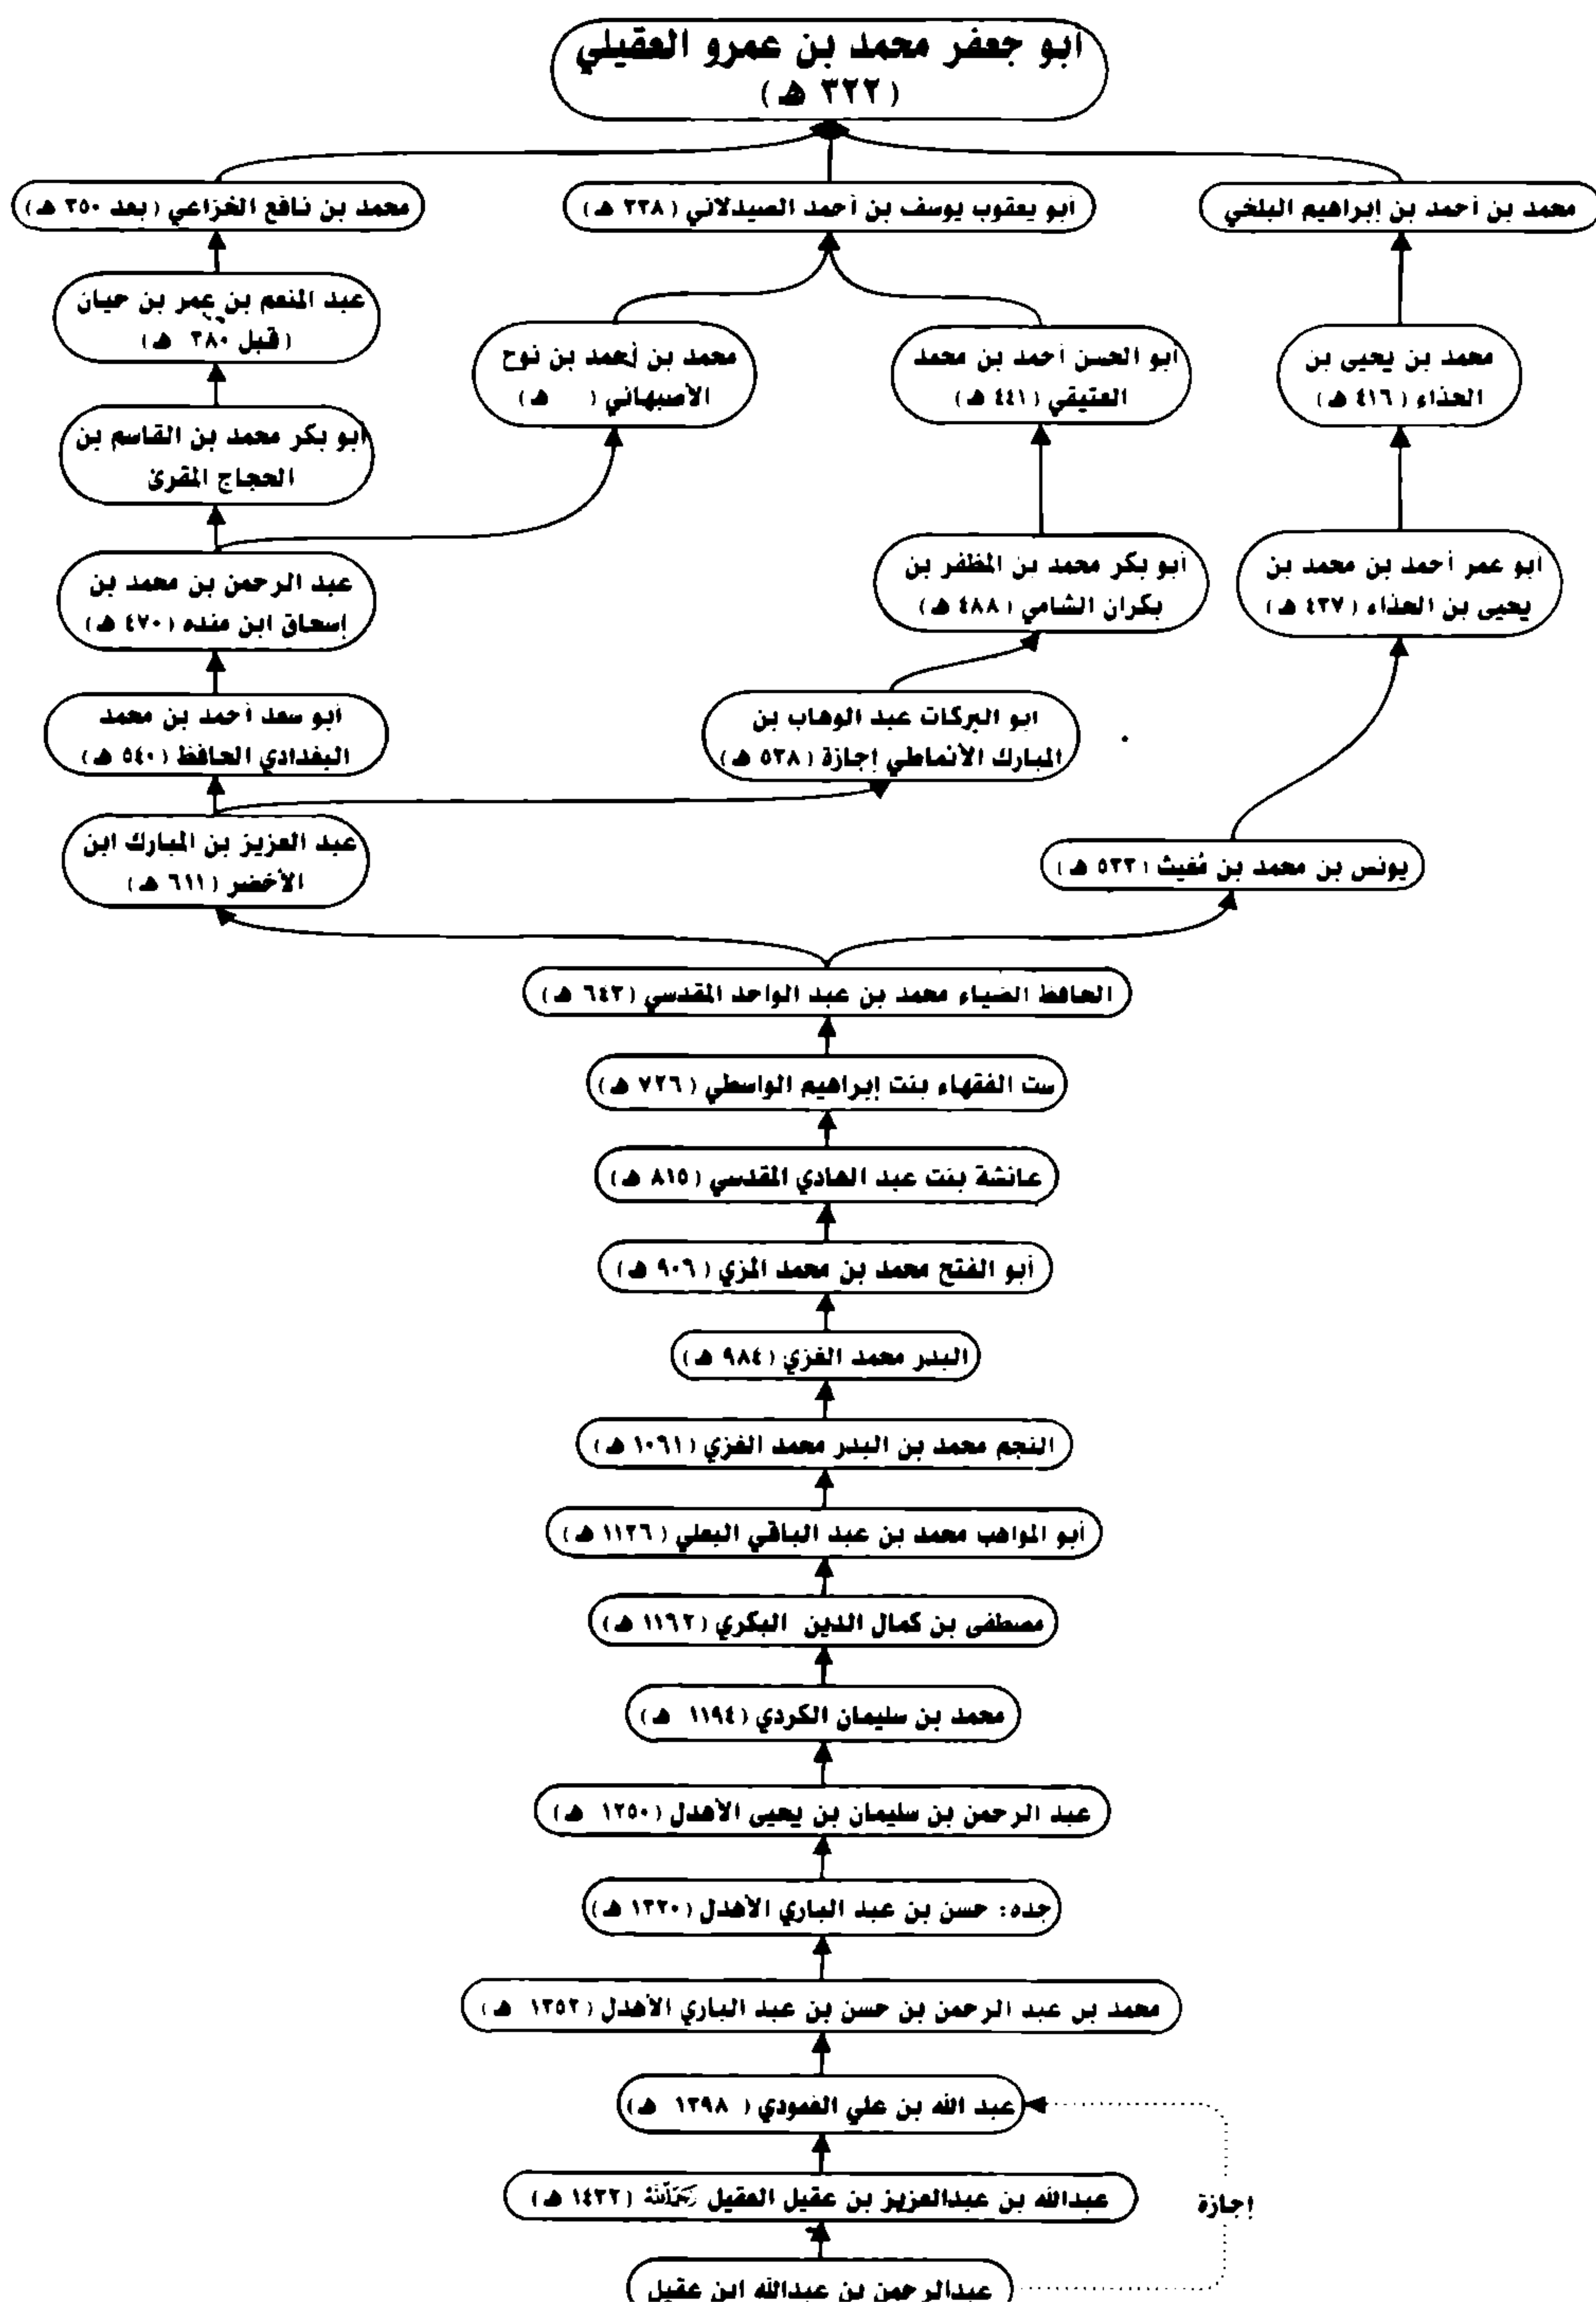 أبو جعفر محمد بن عمرو العقيلي
(٣٢٢ هـ)
محمد بن أحمد بن إبراهيم البلخي
أبو يعقوب يوسف بن أحمد الصيدلاني (٣٣٨ هـ)
محمد بن نافع الخزاعي (بعد ٣٥٠ هـ)
عبد المنعم بن عمر بن حيان
(قبل ٣٨٠ هـ)
محمد بن يحيى بن
الحذاء (٤١٦ هـ)
أبو الحسن أحمد بن محمد
العتيقي (٤٤١ هـ)
محمد بن أحمد بن نوح
الأصبهاني ( هـ)
أبو بكر محمد بن القاسم بن
الحجاج المقرئ
أبو عمر أحمد بن محمد بن
يحيى بن الحذاء (٤٣٧ هـ)
أبو بكر محمد بن المظفر بن
بكران الشامي (٤٨٨ هـ)
عبد الرحمن بن محمد بن
إسحاق ابن منده (٤٧٠ هـ)
أبو البركات عبد الوهاب بن
المبارك الأنماطي إجازة (٥٣٨ هـ)
أبو سعد أحمد بن محمد
البغدادي الحافظ (٥٤٠ هـ)
يونس بن محمد بن مُغيث (٥٣٣ هـ)
عبد العزيز بن المبارك ابن
الأخضر (٦١١ هـ)
الحافظ الضياء محمد بن عبد الواحد المقدسي (٦٤٣ هـ)
ست الفقهاء بنت إبراهيم الواسطي (٧٢٦ هـ)
عائشة بنت عبد الهادي المقدسي (٨١٥ هـ)
أبو الفتح محمد بن محمد المزي (٩٠٦ هـ)
البدر محمد الغزي (٩٨٤ هـ)
النجم محمد بن البدر محمد الغزي (١٠٦١ هـ)
أبو المواهب محمد بن عبد الباقي البعلي (١١٢٦ هـ)
مصطفى بن كمال الدين البكري (١١٦٢ هـ)
محمد بن سليمان الكردي (١١٩٤ هـ)
عبد الرحمن بن سليمان بن يحيى الأهدل (١٢٥٠ هـ)
جده: حسن بن عبد الباري الأهدل (١٣٢٠ هـ)
محمد بن عبد الرحمن بن حسن بن عبد الباري الأهدل (١٣٥٢ هـ)
عبد الله بن علي العمودي (١٣٩٨ هـ)
عبدالله بن عبدالعزيز بن عقيل العقيل رَحِمَهُ ٱللَّهُ (١٤٣٢ هـ)
إجازة
عبدالرحمن بن عبدالله ابن عقيل